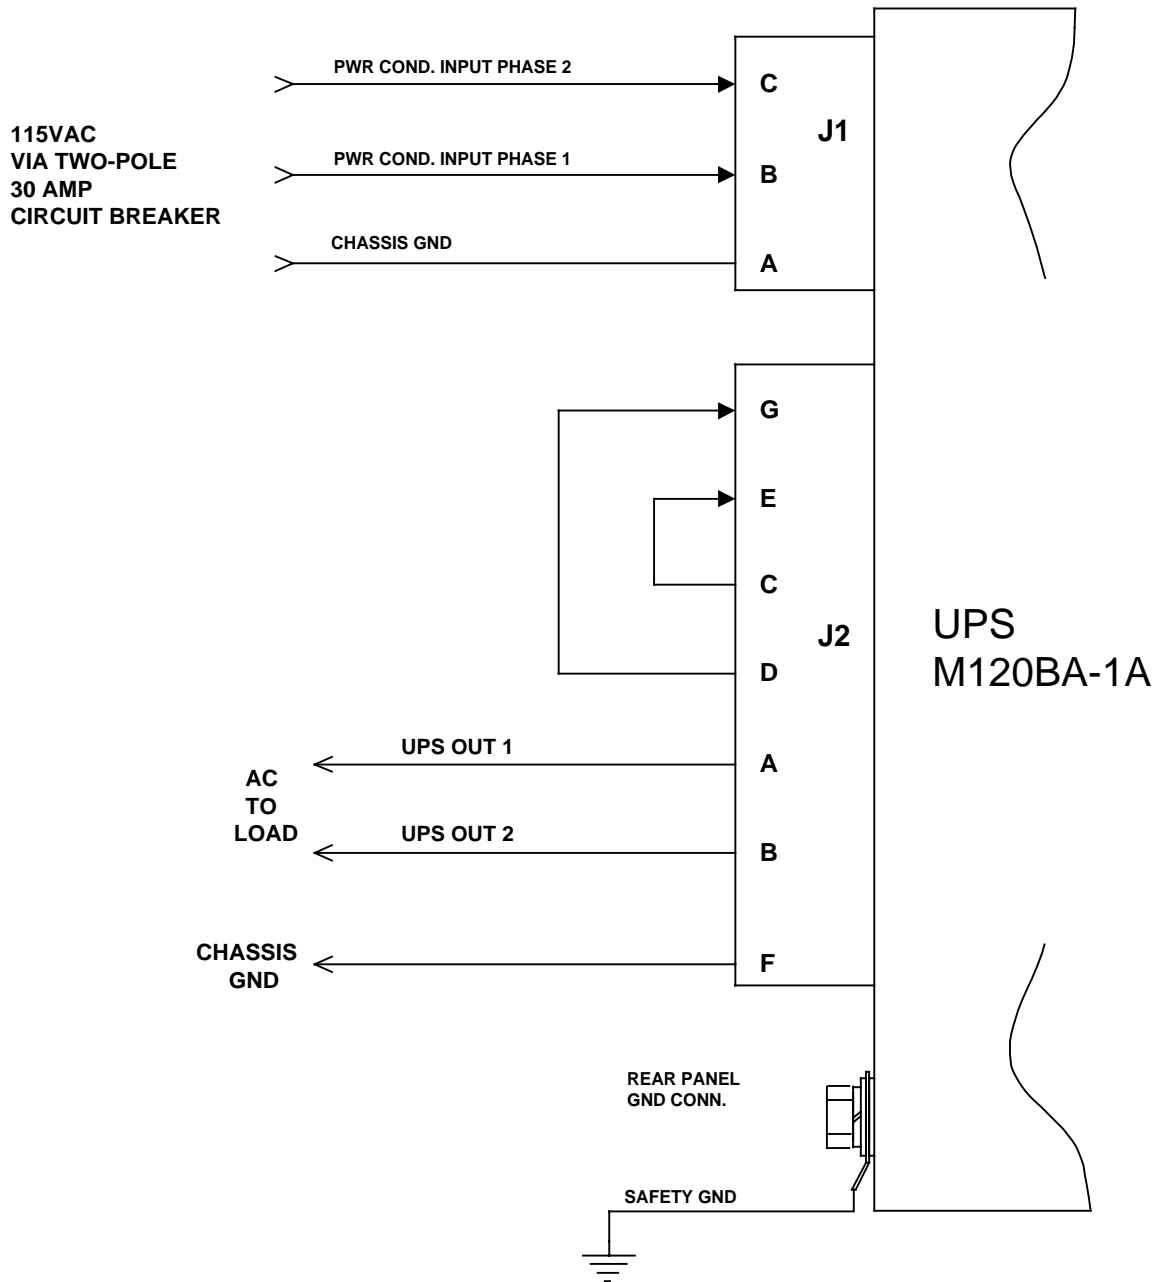 PWR COND. INPUT PHASE 2
C
J1
115VAC
VIA TWO-POLE
30 AMP
CIRCUIT BREAKER
PWR COND. INPUT PHASE 1
B
CHASSIS GND
A
G
E
C
J2
D
UPS
M120BA-1A
UPS OUT 1
A
AC
TO
LOAD
UPS OUT 2
B
CHASSIS
GND
F
REAR PANEL
GND CONN.
SAFETY GND